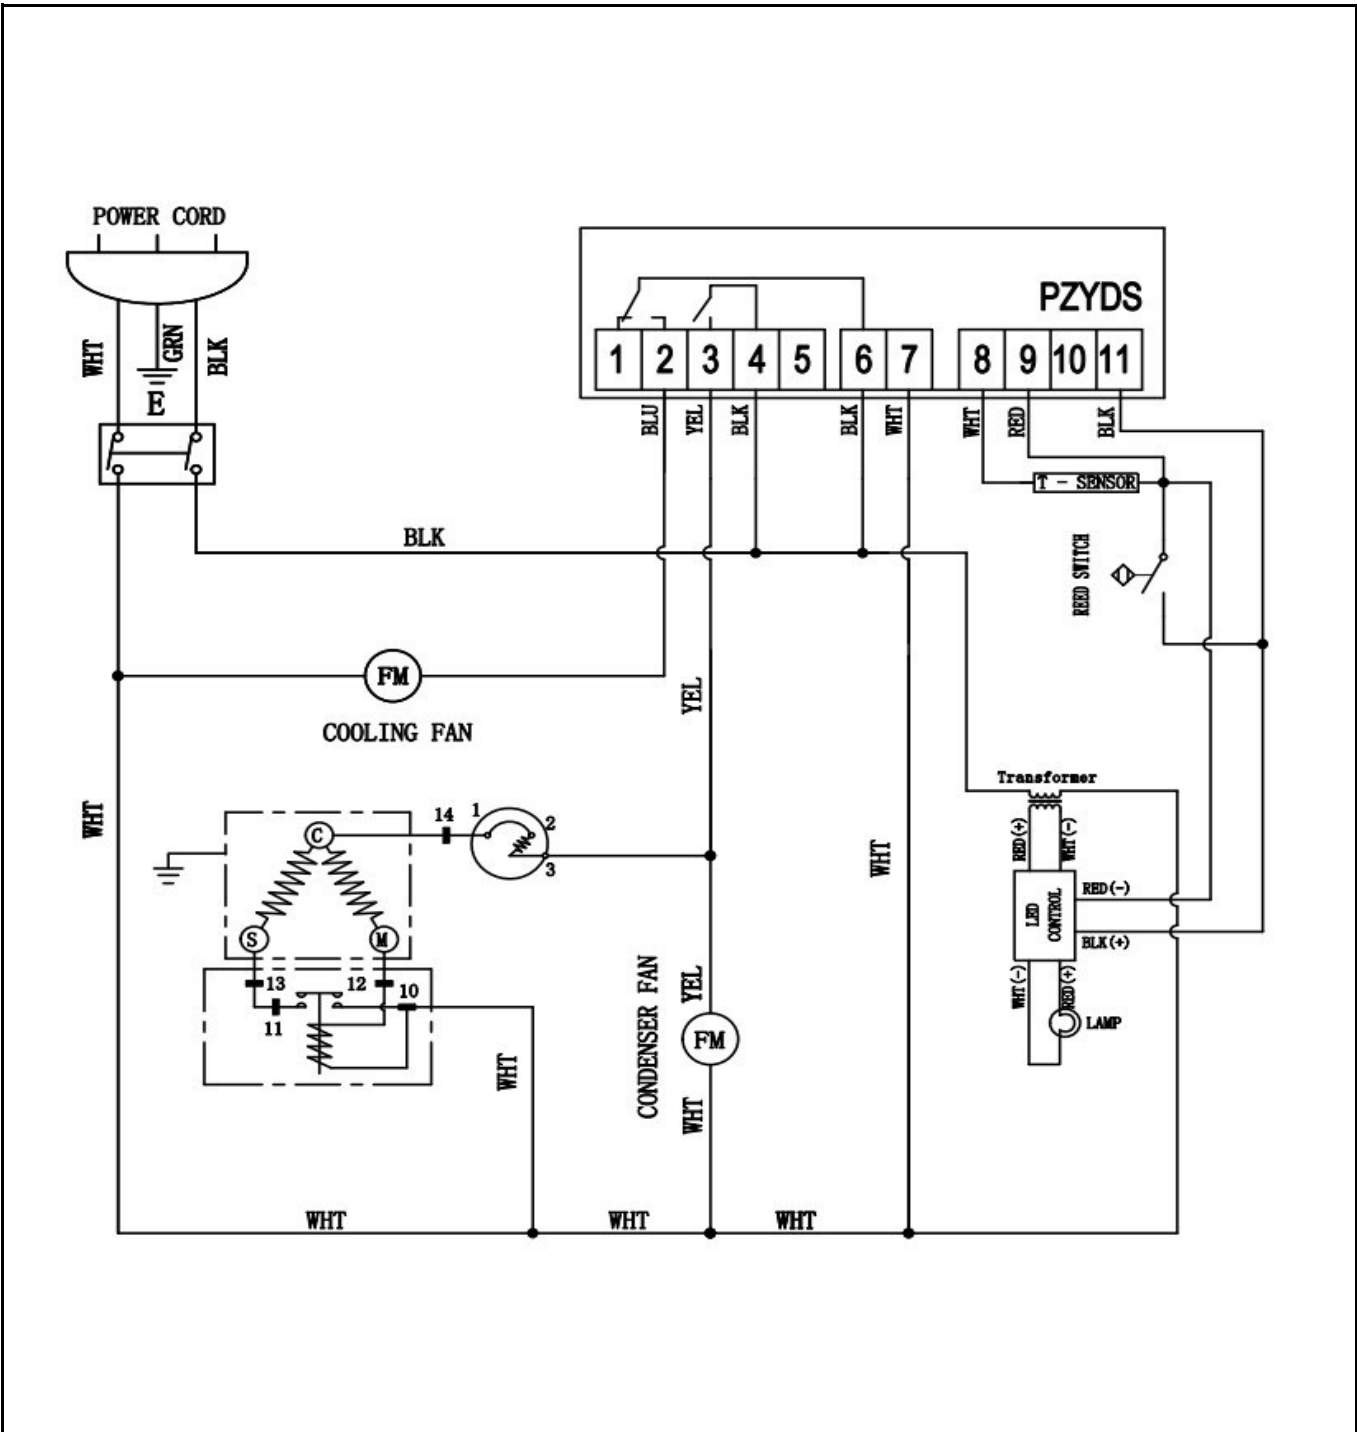 POWER CORD
WHT
GRN
BLK
E
PZYDS
1 2 3 4 5 6 7 8 9 10 11
BLU
YEL
BLK
BLK
WHT
WHT
RED
BLK
T - SENSOR
BLK
REED SWITCH
FM
COOLING FAN
YEL
WHT
WHT
Transformer
RED(+)
WHT(-)
LED CONTROL
RED(-)
BLK(+)
WHT(-)
RED(+)
LAMP
14
1
2
3
C
S
M
13
12
10
11
WHT
CONDENSER FAN
YEL
FM
WHT
WHT
WHT
WHT